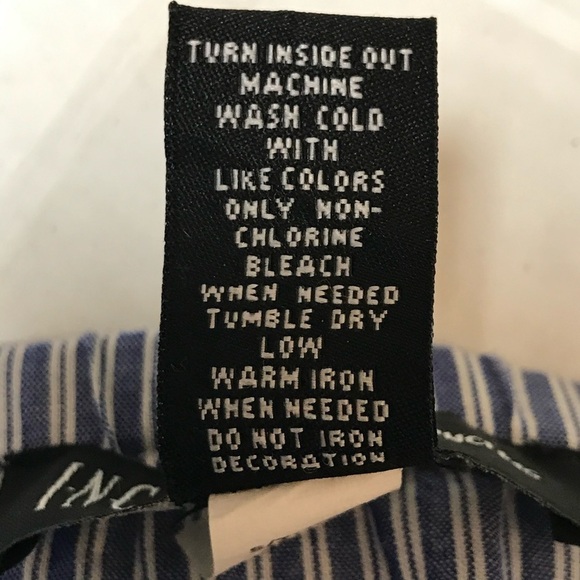 TURN INSIDE OUT
MACHINE
WASH COLD
WITH
LIKE COLORS
ONLY NON-
CHLORINE
BLEACH
WHEN NEEDED
TUMBLE DRY
LOW
WARM IRON
WHEN NEEDED
DO NOT IRON
DECORATION
I·N·C